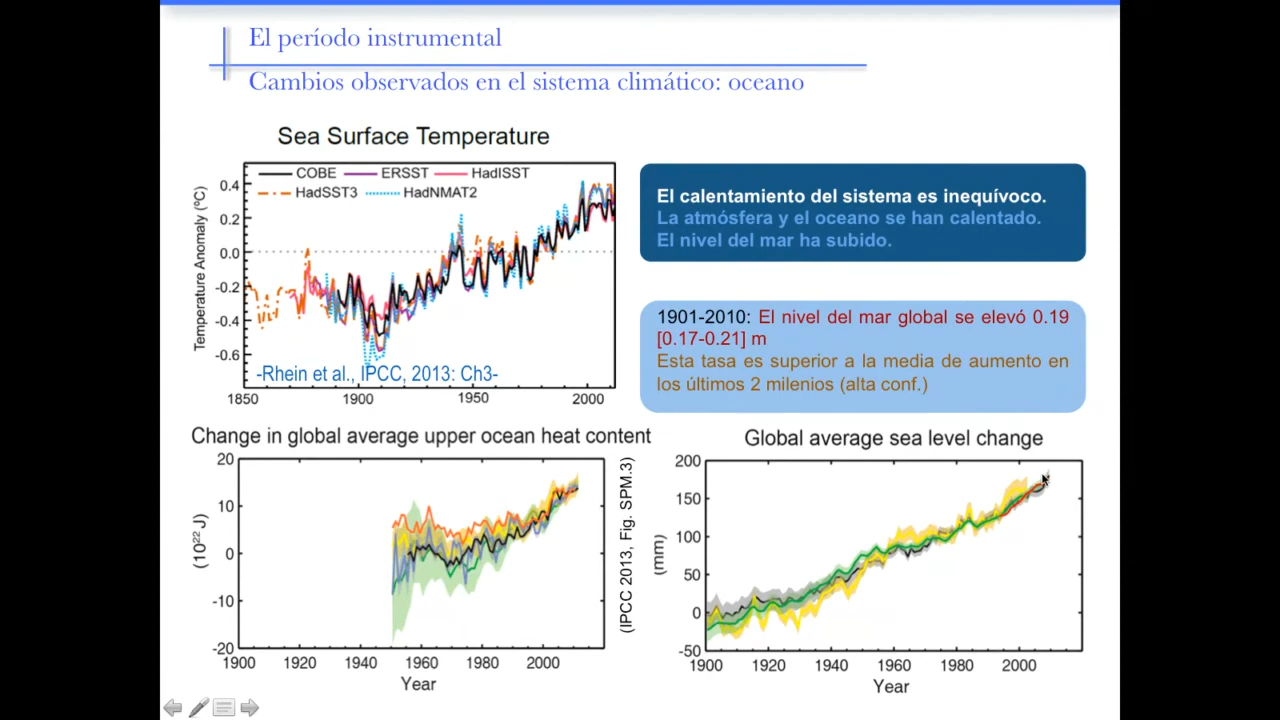 El período instrumental
Cambios observados en el sistema climático: oceano
Sea Surface Temperature
COBE ERSST HadISST
HadSST3 HadNMAT2
Temperature Anomaly (ºC)
0.4
0.2
0.0
-0.2
-0.4
-0.6
-Rhein et al., IPCC, 2013: Ch3-
1850 1900 1950 2000
El calentamiento del sistema es inequívoco.
La atmósfera y el oceano se han calentado.
El nivel del mar ha subido.
1901-2010: El nivel del mar global se elevó 0.19
[0.17-0.21] m
Esta tasa es superior a la media de aumento en
los últimos 2 milenios (alta conf.)
Change in global average upper ocean heat content
(10²² J)
20
10
0
-10
-20
1900 1920 1940 1960 1980 2000
Year
(IPCC 2013, Fig. SPM.3)
Global average sea level change
(mm)
200
150
100
50
0
-50
1900 1920 1940 1960 1980 2000
Year